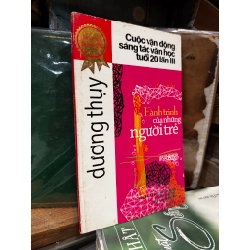 Cuộc vận động
sáng tác văn học
tuổi 20 lần III
dương thụy
Hành trình
của những
người trẻ